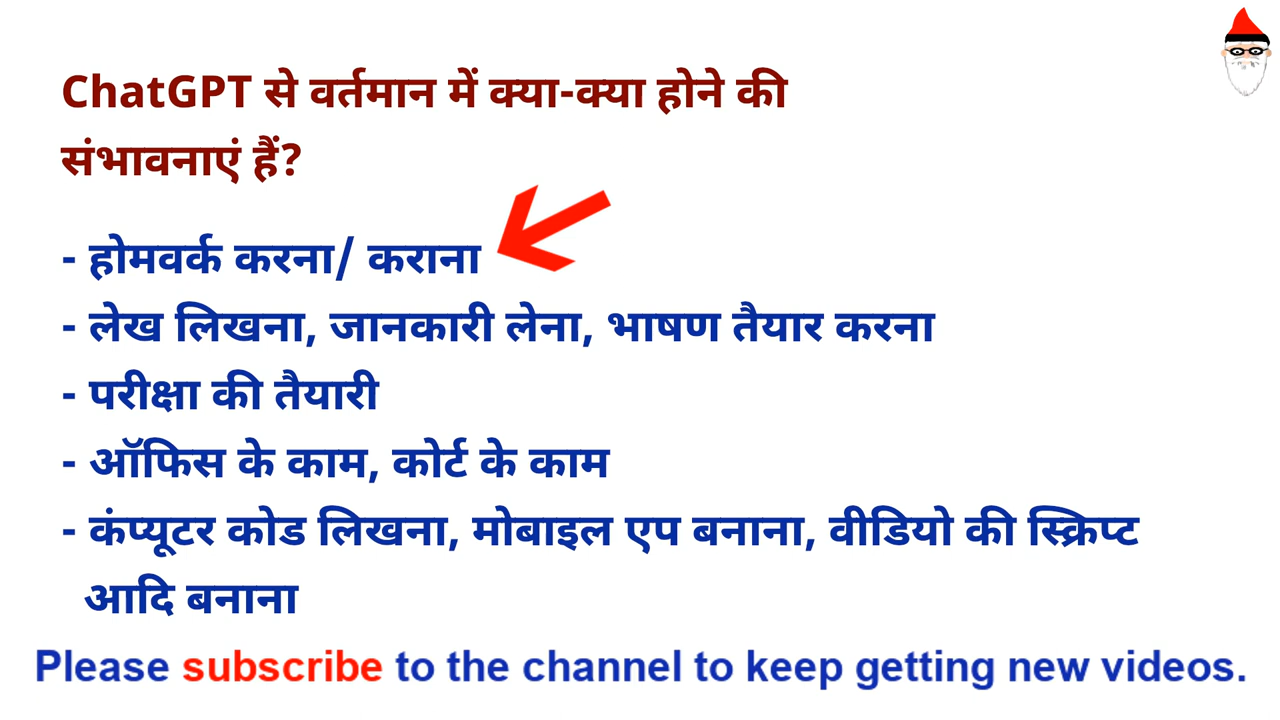 ChatGPT से वर्तमान में क्या-क्या होने की
संभावनाएं हैं?
- होमवर्क करना/ कराना
- लेख लिखना, जानकारी लेना, भाषण तैयार करना
- परीक्षा की तैयारी
- ऑफिस के काम, कोर्ट के काम
- कंप्यूटर कोड लिखना, मोबाइल एप बनाना, वीडियो की स्क्रिप्ट
आदि बनाना
Please subscribe to the channel to keep getting new videos.